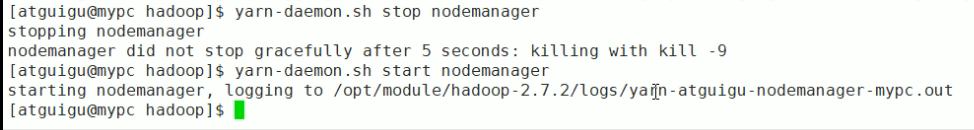 [atguigu@mypc hadoop]$ yarn-daemon.sh stop nodemanager
stopping nodemanager
nodemanager did not stop gracefully after 5 seconds: killing with kill -9
[atguigu@mypc hadoop]$ yarn-daemon.sh start nodemanager
starting nodemanager, logging to /opt/module/hadoop-2.7.2/logs/yarn-atguigu-nodemanager-mypc.out
[atguigu@mypc hadoop]$